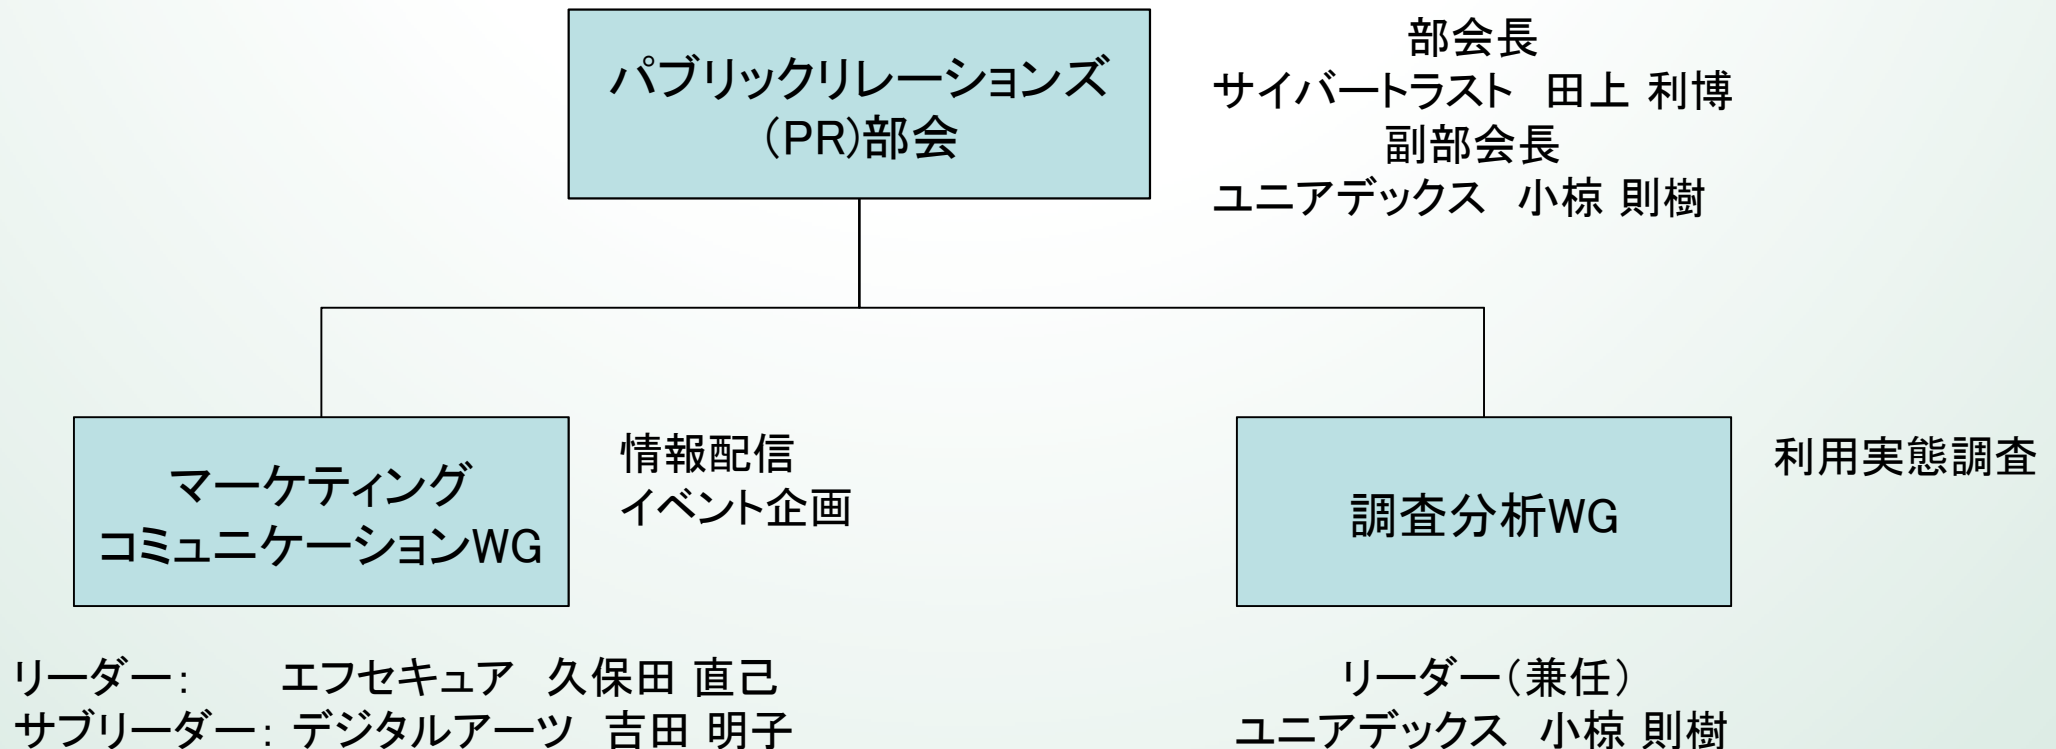 パブリックリレーションズ
(PR)部会
部会長
サイバートラスト 田上 利博
副部会長
ユニアデックス 小椋 則樹
マーケティング
コミュニケーションWG
情報配信
イベント企画
調査分析WG
利用実態調査
リーダー: エフセキュア 久保田 直己
サブリーダー: デジタルアーツ 吉田 明子
リーダー(兼任)
ユニアデックス 小椋 則樹